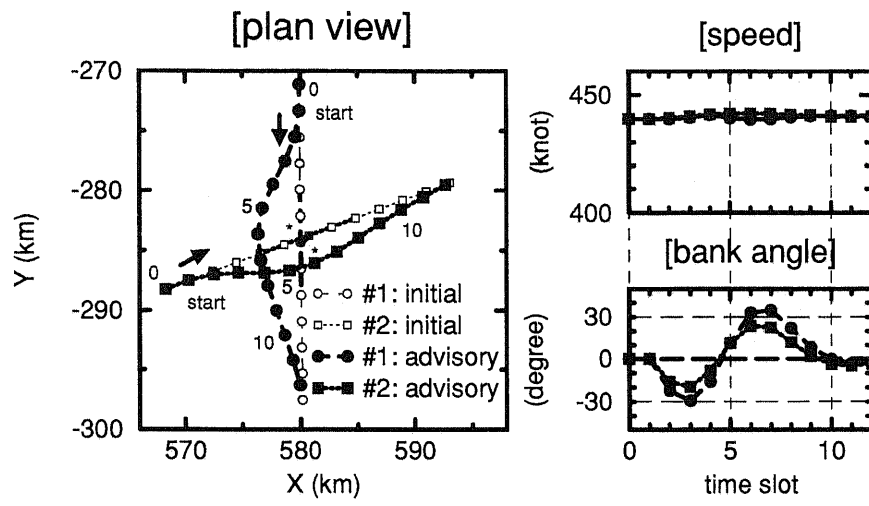 [plan view]
-270
-280
-290
-300
Y (km)
570
580
590
X (km)
0
start
5
*
*
10
0
start
5
10
#1: initial
#2: initial
#1: advisory
#2: advisory
[speed]
450
400
(knot)
[bank angle]
30
0
-30
(degree)
0
5
10
time slot